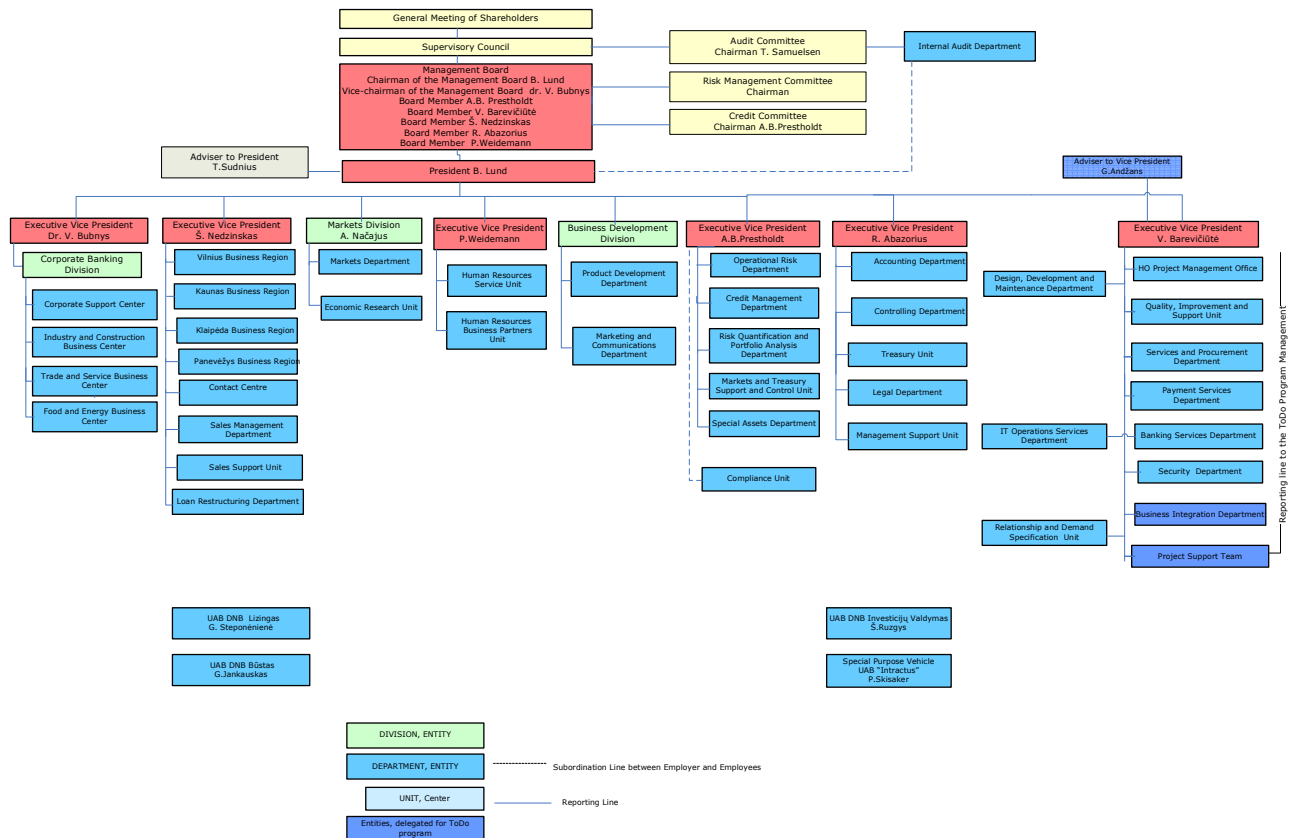 General Meeting of Shareholders
Supervisory Council
Audit Committee
Chairman T. Samuelsen
Internal Audit Department
Management Board
Chairman of the Management Board B. Lund
Vice-chairman of the Management Board dr. V. Bubnys
Board Member A.B. Prestholdt
Board Member V. Barevičiūtė
Board Member Š. Nedzinskas
Board Member R. Abazorius
Board Member P.Weidemann
Risk Management Committee
Chairman
Credit Committee
Chairman A.B.Prestholdt
Adviser to President
T.Sudnius
President B. Lund
Adviser to Vice President
G.Andžans
Executive Vice President
Dr. V. Bubnys
Corporate Banking
Division
Corporate Support Center
Industry and Construction
Business Center
Trade and Service Business
Center
Food and Energy Business
Center
Executive Vice President
Š. Nedzinskas
Vilnius Business Region
Kaunas Business Region
Klaipėda Business Region
Panevėžys Business Region
Contact Centre
Sales Management
Department
Sales Support Unit
Loan Restructuring Department
Markets Division
A. Načajus
Markets Department
Economic Research Unit
Executive Vice President
P.Weidemann
Human Resources
Service Unit
Human Resources
Business Partners
Unit
Business Development
Division
Product Development
Department
Marketing and
Communications
Department
Executive Vice President
A.B.Prestholdt
Operational Risk
Department
Credit Management
Department
Risk Quantification and
Portfolio Analysis
Department
Markets and Treasury
Support and Control Unit
Special Assets Department
Compliance Unit
Executive Vice President
R. Abazorius
Accounting Department
Controlling Department
Treasury Unit
Legal Department
Management Support Unit
Executive Vice President
V. Barevičiūtė
Design, Development and
Maintenance Department
IT Operations Services
Department
Relationship and Demand
Specification Unit
HO Project Management Office
Quality, Improvement and
Support Unit
Services and Procurement
Department
Payment Services
Department
Banking Services Department
Security Department
Business Integration Department
Project Support Team
Reporting line to the ToDo Program Management
UAB DNB Lizingas
G. Steponėnienė
UAB DNB Būstas
G.Jankauskas
UAB DNB Investicijų Valdymas
Š.Ruzgys
Special Purpose Vehicle
UAB "Intractus"
P.Skisaker
DIVISION, ENTITY
DEPARTMENT, ENTITY
Subordination Line between Employer and Employees
UNIT, Center
Reporting Line
Entities, delegated for ToDo
program